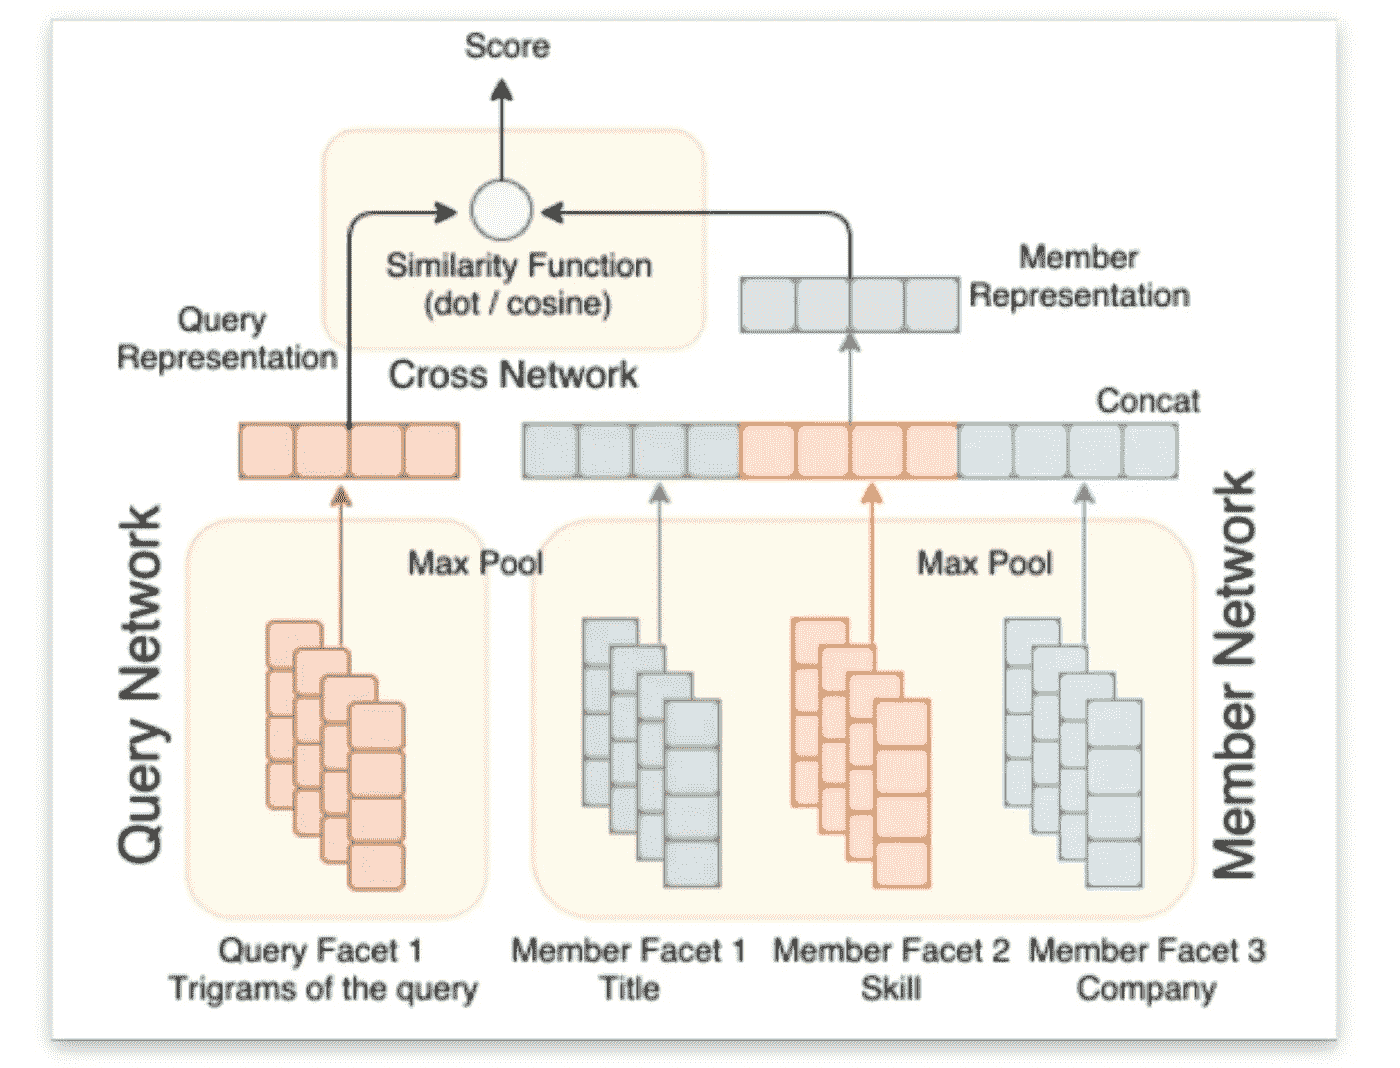 Score
Similarity Function
(dot / cosine)
Member
Representation
Query
Representation
Cross Network
Concat
Query Network
Max Pool
Max Pool
Member Network
Query Facet 1
Trigrams of the query
Member Facet 1
Title
Member Facet 2
Skill
Member Facet 3
Company